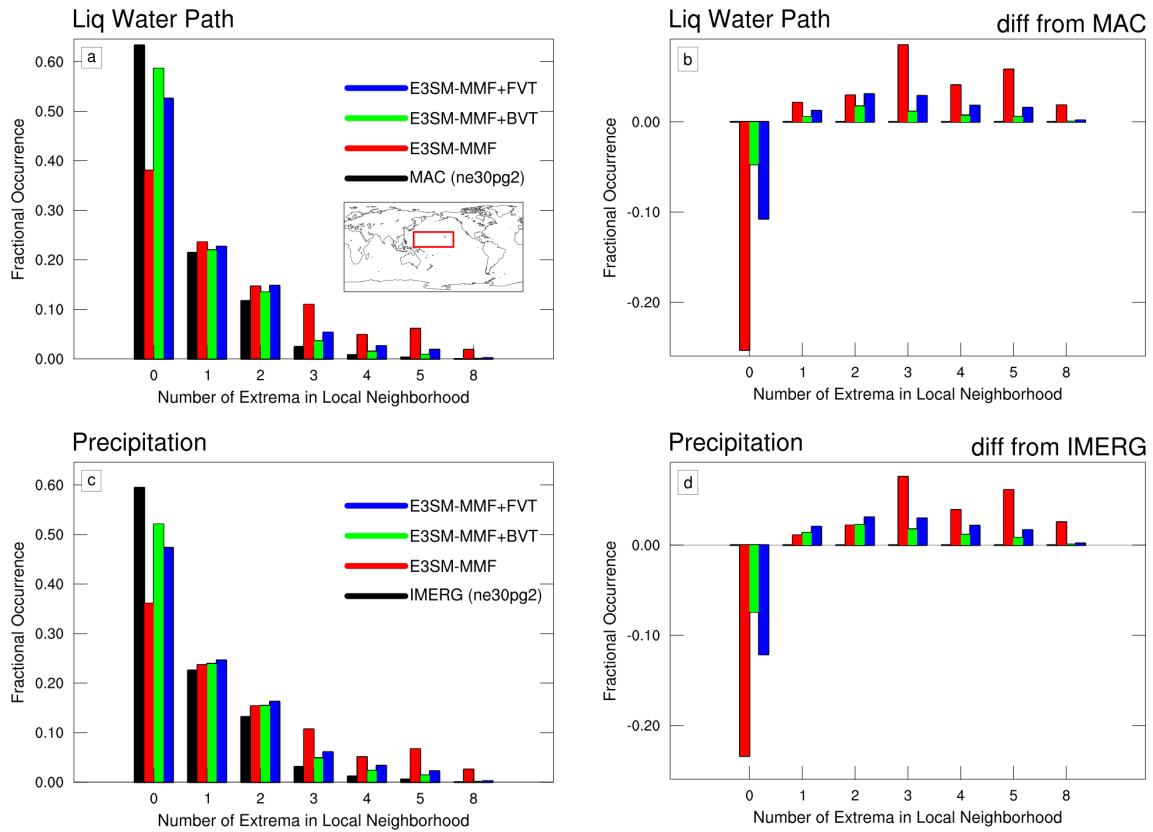 Liq Water Path
a
0.60
0.50
0.40
0.30
0.20
0.10
0.00
Fractional Occurrence
E3SM-MMF+FVT
E3SM-MMF+BVT
E3SM-MMF
MAC (ne30pg2)
0 1 2 3 4 5 8
Number of Extrema in Local Neighborhood
Liq Water Path diff from MAC
b
0.00
-0.10
-0.20
Fractional Occurrence
0 1 2 3 4 5 8
Number of Extrema in Local Neighborhood
Precipitation
c
0.60
0.50
0.40
0.30
0.20
0.10
0.00
Fractional Occurrence
E3SM-MMF+FVT
E3SM-MMF+BVT
E3SM-MMF
IMERG (ne30pg2)
0 1 2 3 4 5 8
Number of Extrema in Local Neighborhood
Precipitation diff from IMERG
d
0.00
-0.10
-0.20
Fractional Occurrence
0 1 2 3 4 5 8
Number of Extrema in Local Neighborhood